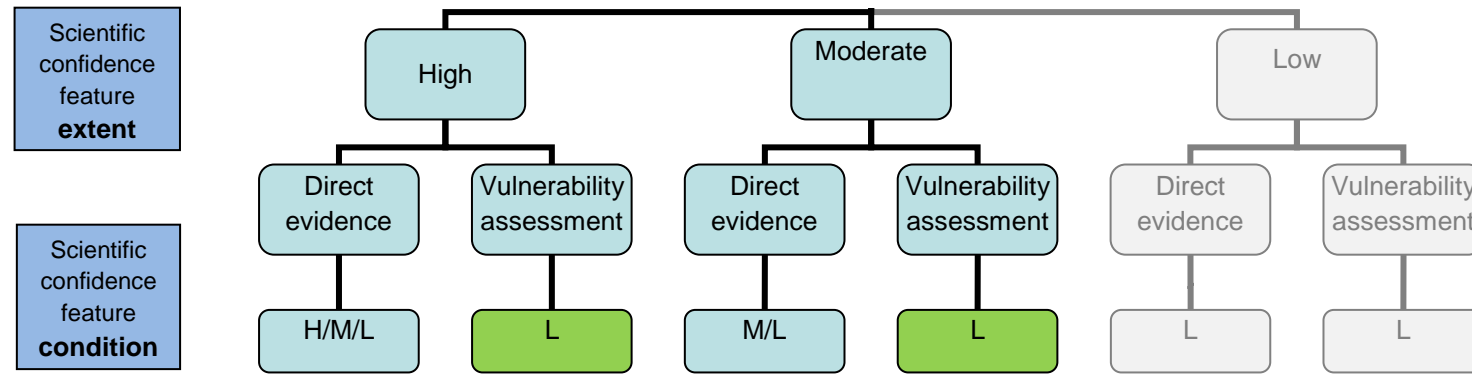 Scientific
confidence
feature
extent
High
Moderate
Low
Direct
evidence
Vulnerability
assessment
Direct
evidence
Vulnerability
assessment
Direct
evidence
Vulnerability
assessment
Scientific
confidence
feature
condition
H/M/L
L
M/L
L
L
L